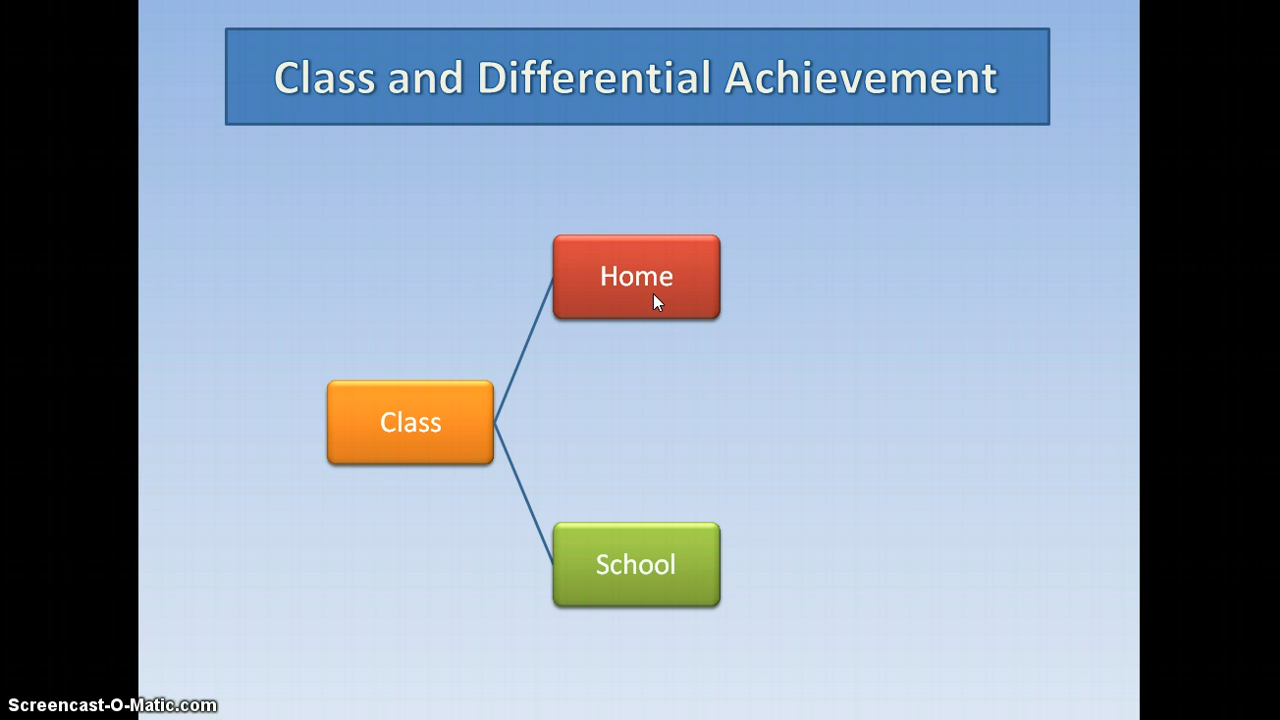 Class and Differential Achievement
Home
Class
School
Screencast-O-Matic.com